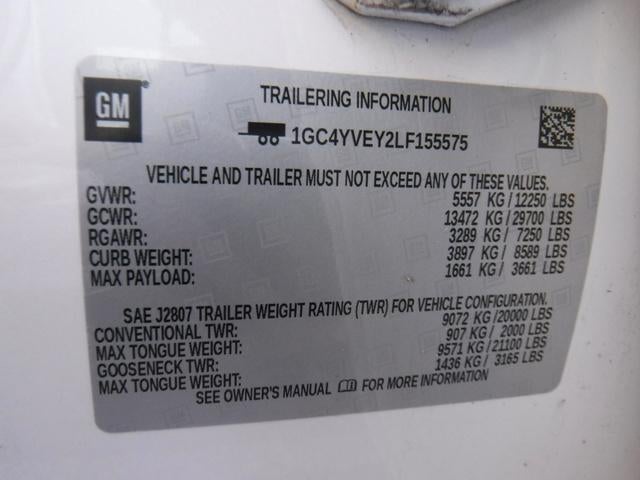 GM
TRAILERING INFORMATION
1GC4YVEY2LF155575
VEHICLE AND TRAILER MUST NOT EXCEED ANY OF THESE VALUES.
GVWR: 5557 KG / 12250 LBS
GCWR: 13472 KG / 29700 LBS
RGAWR: 3289 KG / 7250 LBS
CURB WEIGHT: 3897 KG / 8589 LBS
MAX PAYLOAD: 1661 KG / 3661 LBS
SAE J2807 TRAILER WEIGHT RATING (TWR) FOR VEHICLE CONFIGURATION.
CONVENTIONAL TWR: 9072 KG / 20000 LBS
MAX TONGUE WEIGHT: 907 KG / 2000 LBS
GOOSENECK TWR: 9571 KG / 21100 LBS
MAX TONGUE WEIGHT: 1436 KG / 3165 LBS
SEE OWNER'S MANUAL FOR MORE INFORMATION